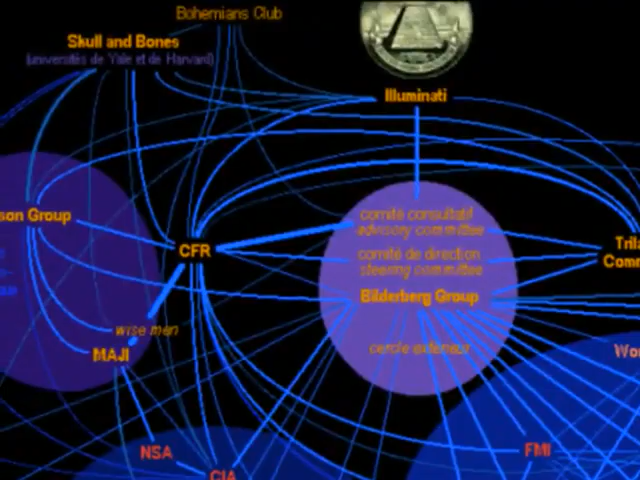 Bohemians Club
Skull and Bones
(universités de Yale et de Harvard)
Illuminati
son Group
comité consultatif
advisory committee
CFR
Trila
Comm
comité de direction
steering committee
Bilderberg Group
wise men
MAJI
cercle extérieur
Wor
NSA
FMI
CIA